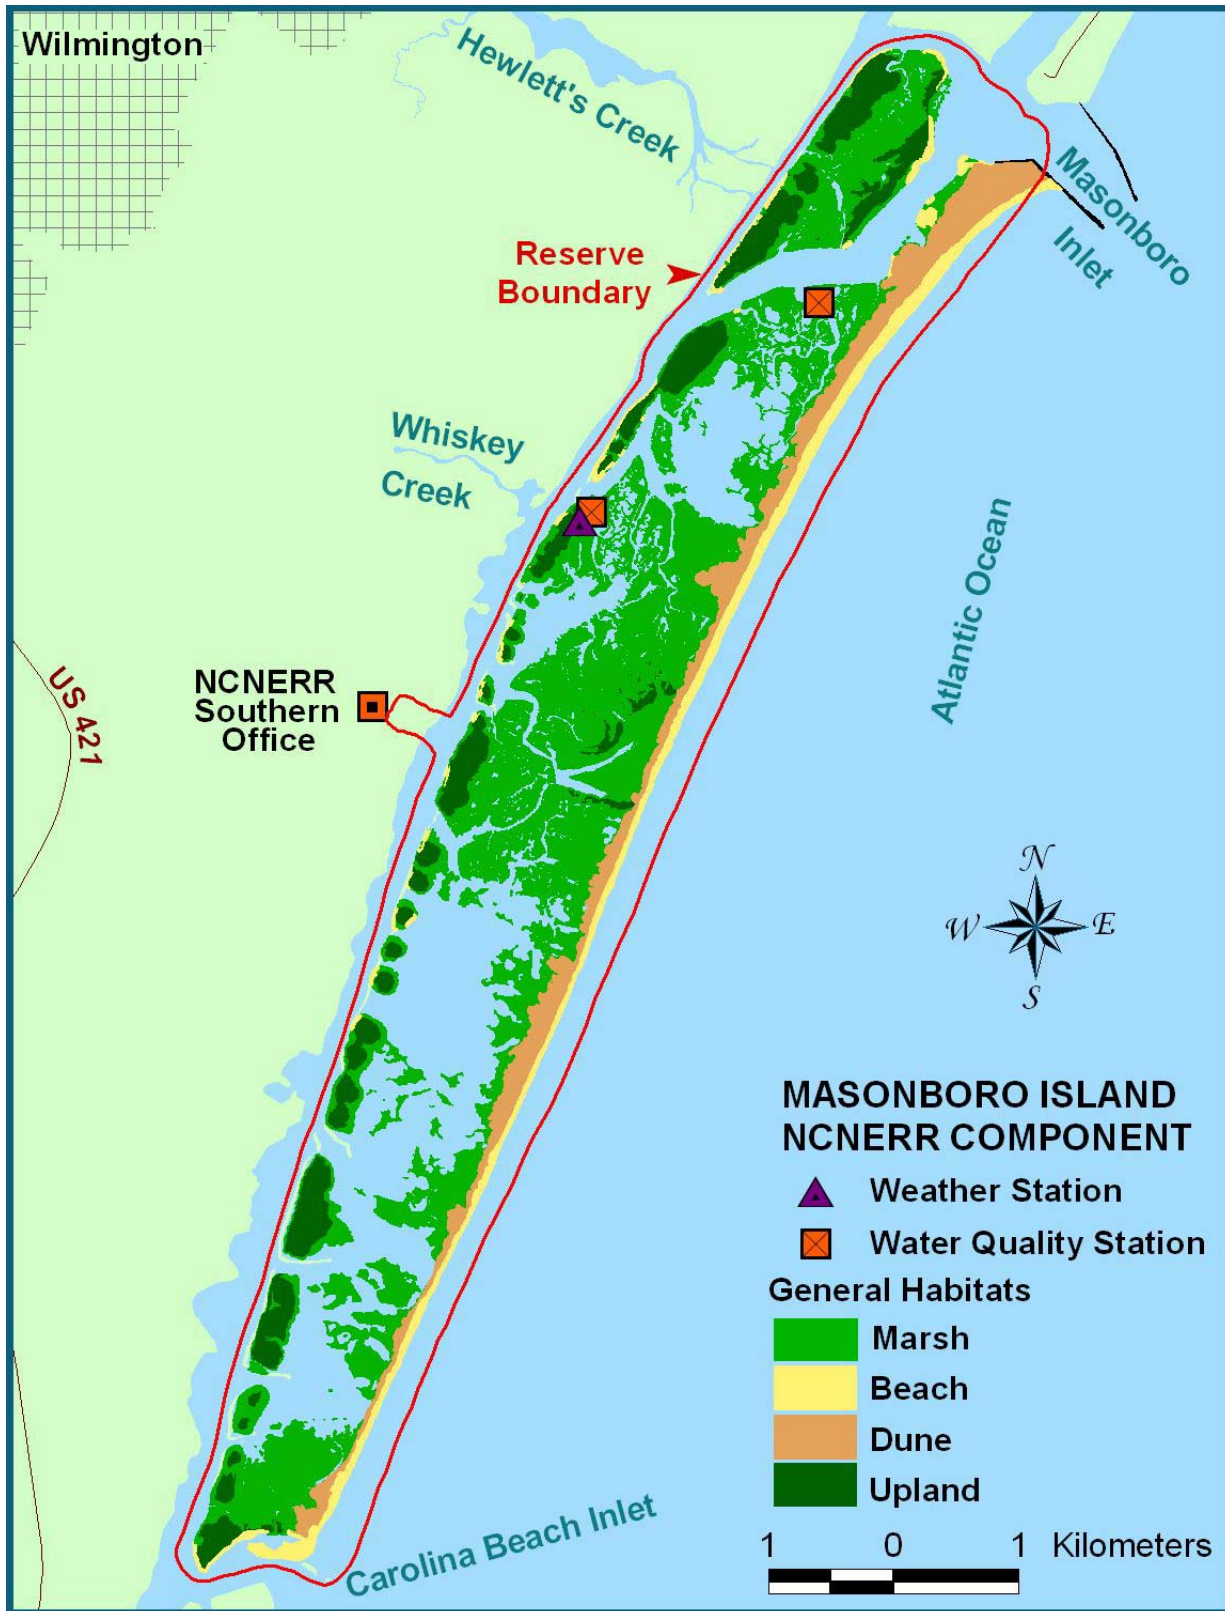 Wilmington
Hewlett's Creek
Masonboro
Inlet
Reserve
Boundary
Whiskey
Creek
Atlantic Ocean
NCNERR
Southern
Office
US 421
N
W E
S
MASONBORO ISLAND
NCNERR COMPONENT
Weather Station
Water Quality Station
General Habitats
Marsh
Beach
Dune
Upland
Carolina Beach Inlet
1 0 1 Kilometers